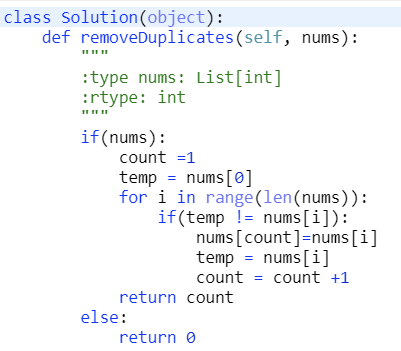 class Solution(object):
    def removeDuplicates(self, nums):
        """
        :type nums: List[int]
        :rtype: int
        """
        if(nums):
            count =1
            temp = nums[0]
            for i in range(len(nums)):
                if(temp != nums[i]):
                    nums[count]=nums[i]
                    temp = nums[i]
                    count = count +1
            return count
        else:
            return 0